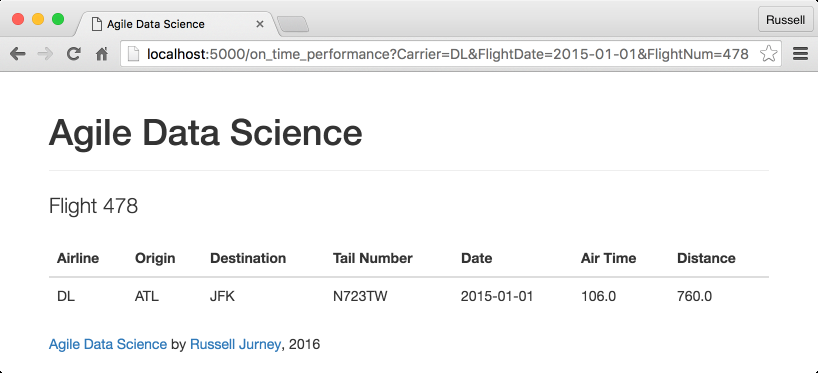 Agile Data Science
Russell
localhost:5000/on_time_performance?Carrier=DL&FlightDate=2015-01-01&FlightNum=478
Agile Data Science
Flight 478
Airline Origin Destination Tail Number Date Air Time Distance
DL ATL JFK N723TW 2015-01-01 106.0 760.0
Agile Data Science by Russell Jurney, 2016